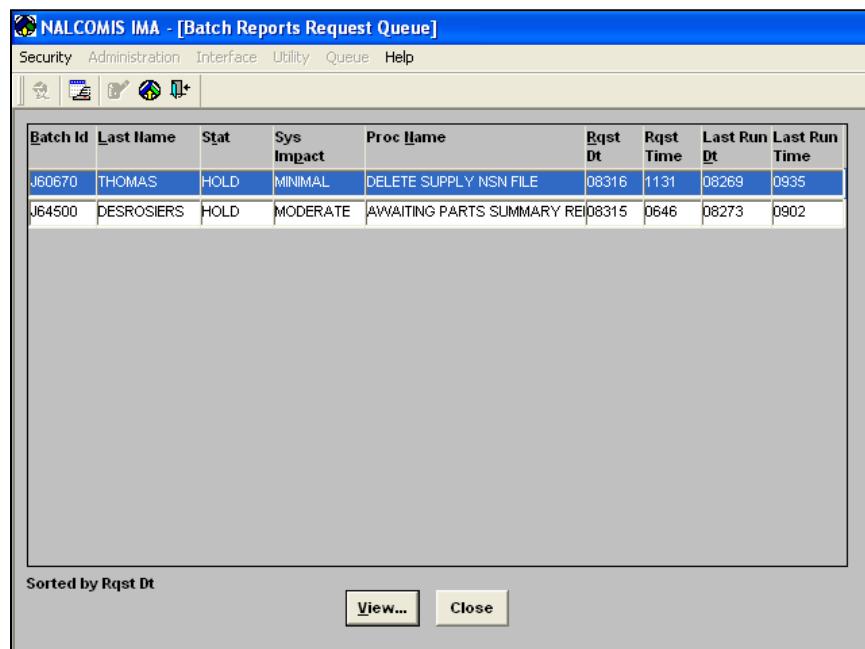 NALCOMIS IMA - [Batch Reports Request Queue]
Security Administration Interface Utility Queue Help
Batch Id Last Name Stat Sys Impact Proc Name Rqst Dt Rqst Time Last Run Dt Last Run Time
J60670 THOMAS HOLD MINIMAL DELETE SUPPLY NSN FILE 08316 1131 08269 0935
J64500 DESROSIERS HOLD MODERATE AWAITING PARTS SUMMARY RE 08315 0646 08273 0902
Sorted by Rqst Dt
View... Close